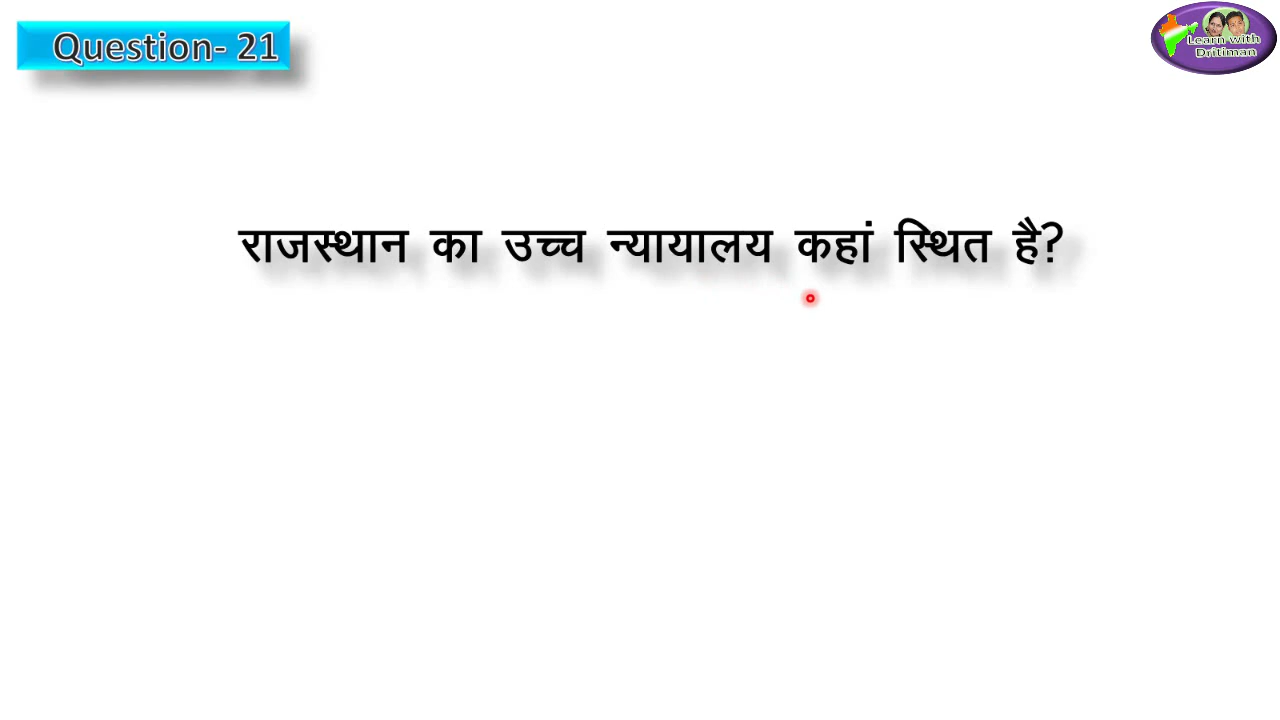 Question- 21
Learn with
Dritiman
राजस्थान का उच्च न्यायालय कहां स्थित है?